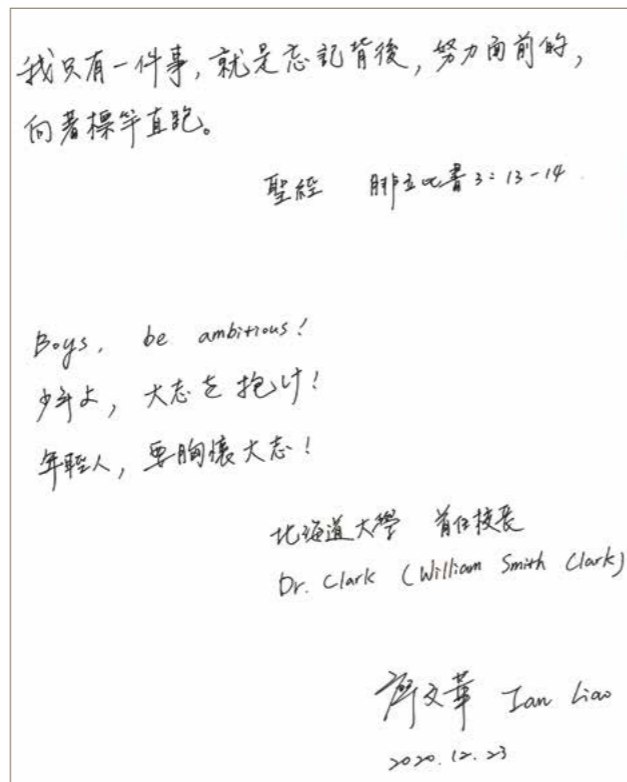 我只有一件事，就是忘記背後，努力面前的，
向著標竿直跑。
聖經 腓立比書 3:13-14
Boys, be ambitious!
少年よ，大志を抱け！
年輕人，要胸懷大志！
北海道大學 首任校長
Dr. Clark (William Smith Clark)
廖文華 Ian Liao
2020.12.23